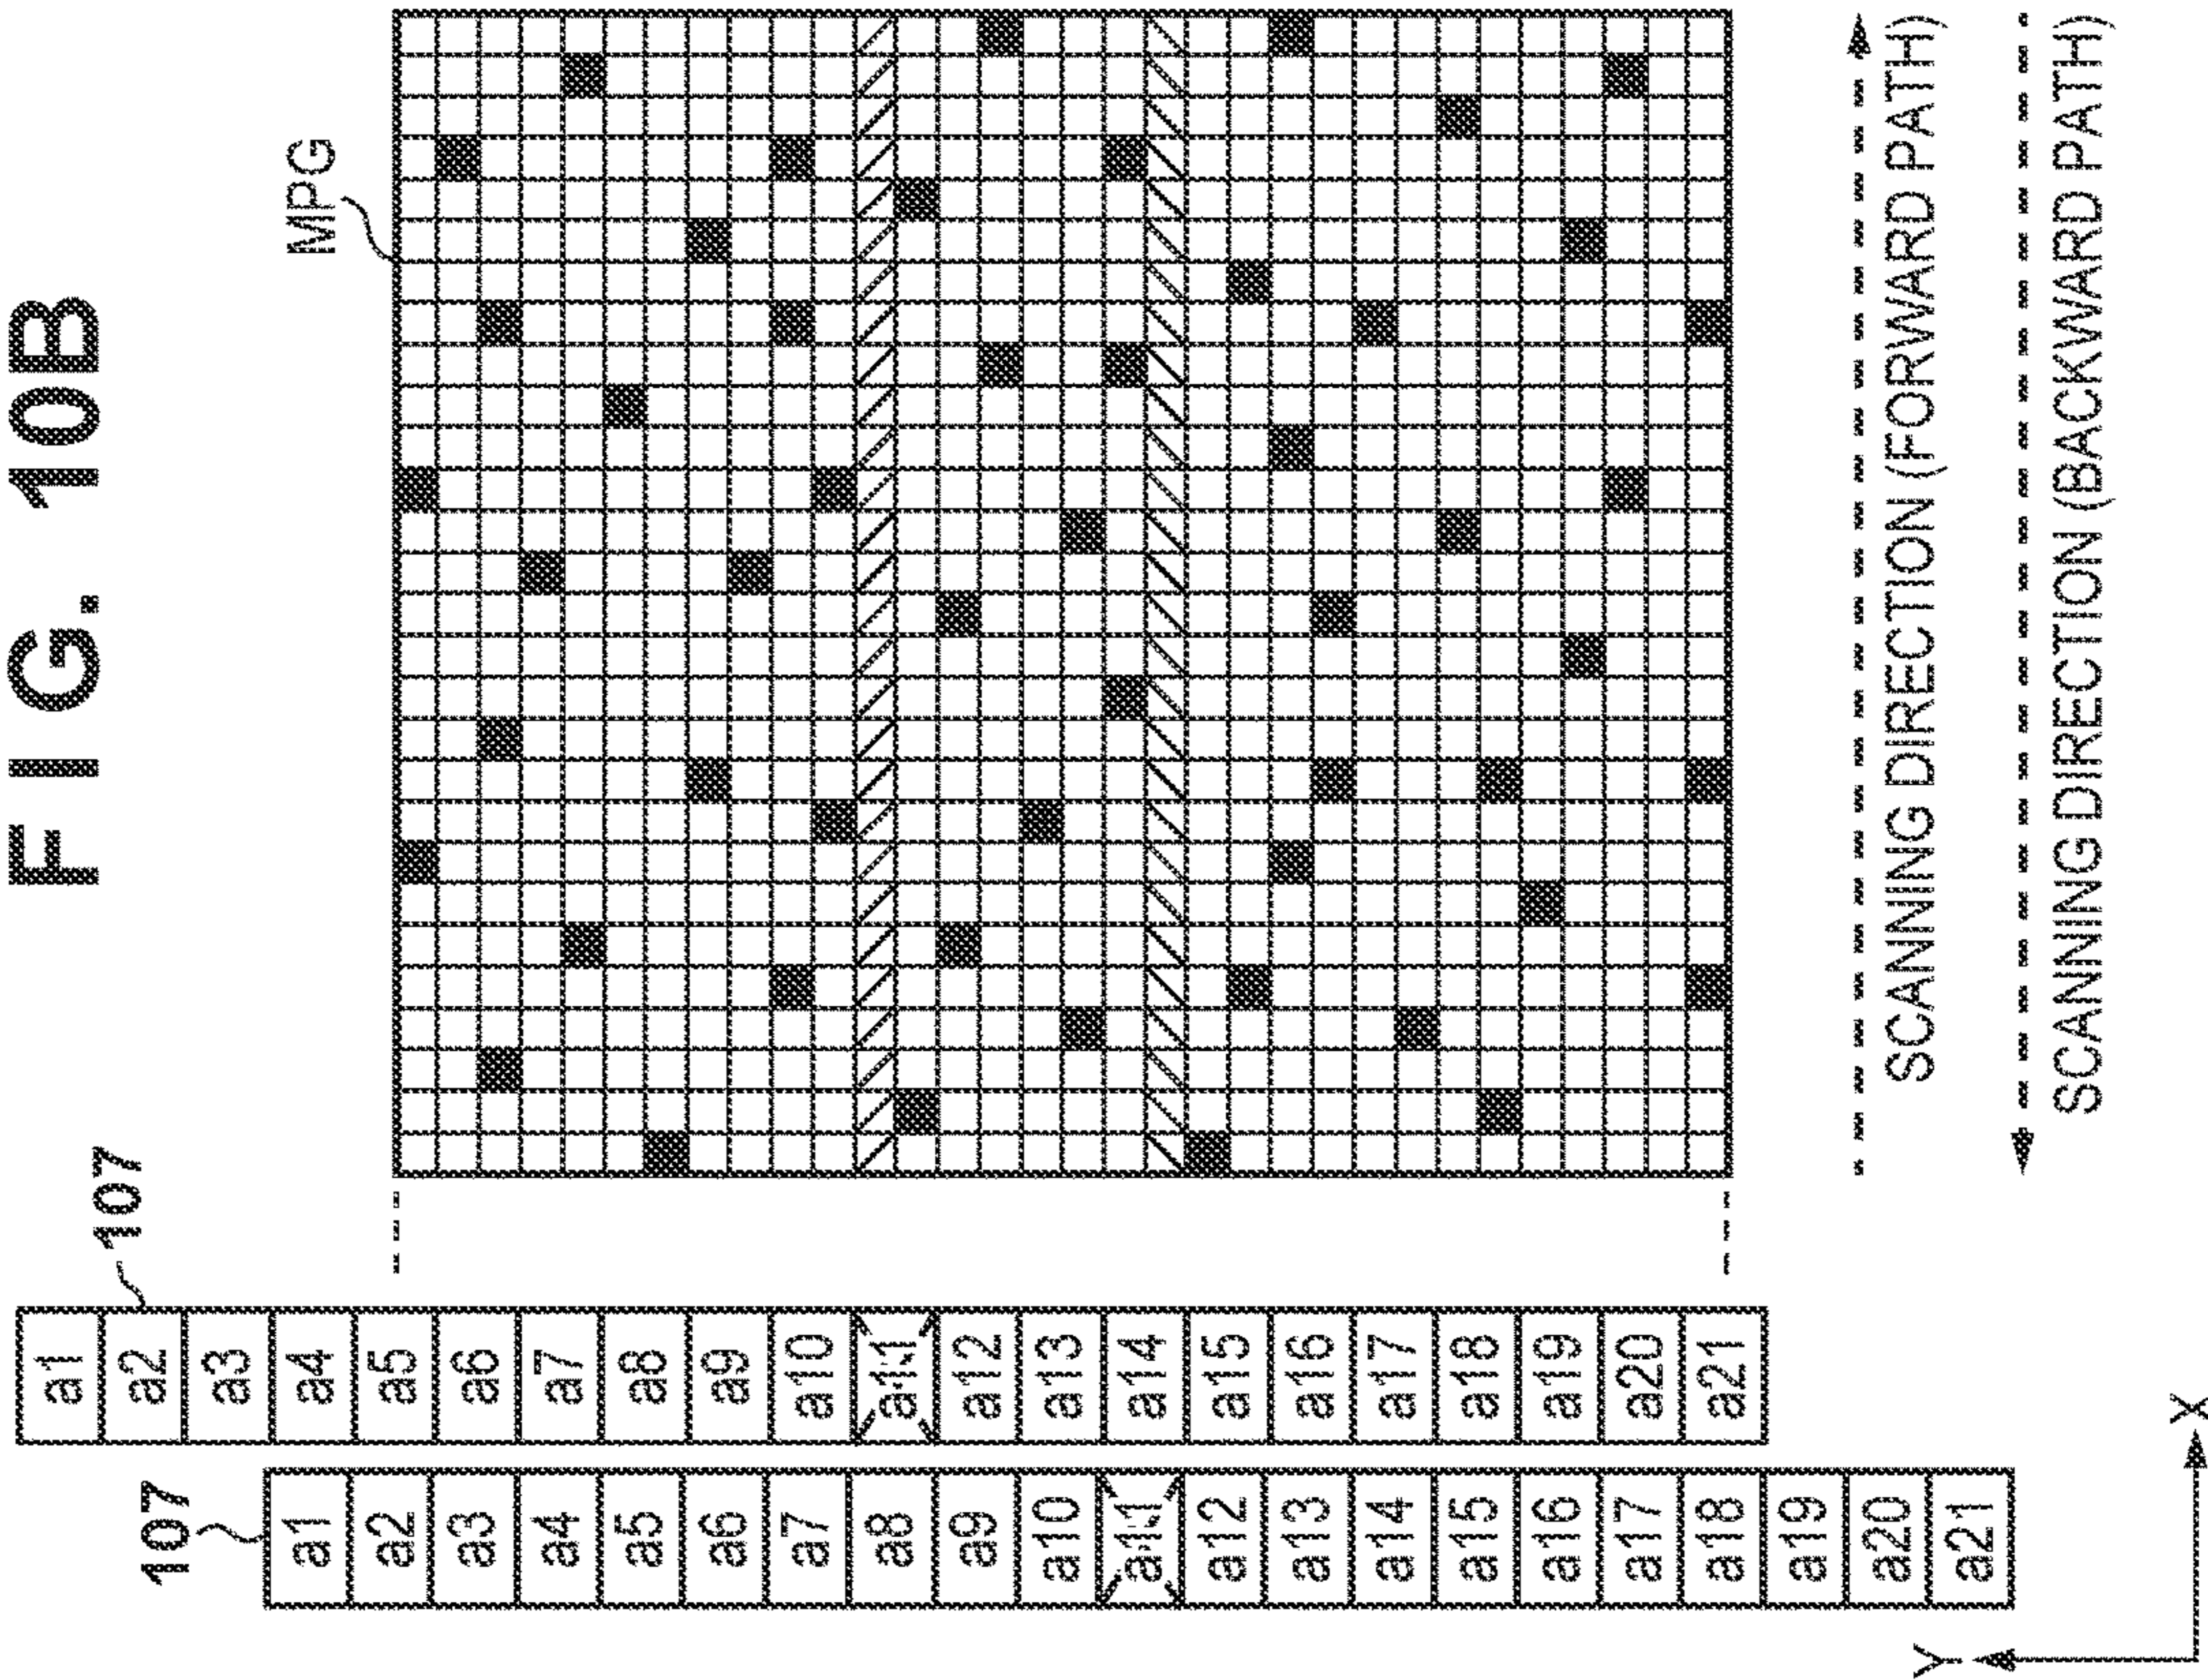 FIG. 10B
MPG
107
a1
a2
a3
a4
a5
a6
a7
a8
a9
a10
a11
a12
a13
a14
a15
a16
a17
a18
a19
a20
a21
107
a1
a2
a3
a4
a5
a6
a7
a8
a9
a10
a11
a12
a13
a14
a15
a16
a17
a18
a19
a20
a21
SCANNING DIRECTION (FORWARD PATH)
SCANNING DIRECTION (BACKWARD PATH)
Y
X